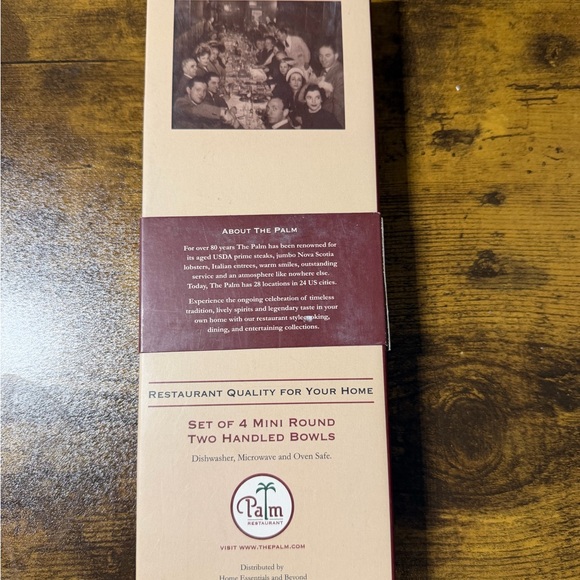 About The Palm
For over 80 years The Palm has been renowned for
its aged USDA prime steaks, jumbo Nova Scotia
lobsters, Italian entrees, warm smiles, outstanding
service and an atmosphere like nowhere else.
Today, The Palm has 28 locations in 24 US cities.
Experience the ongoing celebration of timeless
tradition, lively spirits and legendary taste in your
own home with our restaurant style
dining, and entertaining collections.
Restaurant Quality for Your Home
Set of 4 Mini Round
Two Handled Bowls
Dishwasher, Microwave and Oven Safe.
Palm
RESTAURANT
VISIT WWW.THEPALM.COM
Distributed by
Home Essentials and Beyond